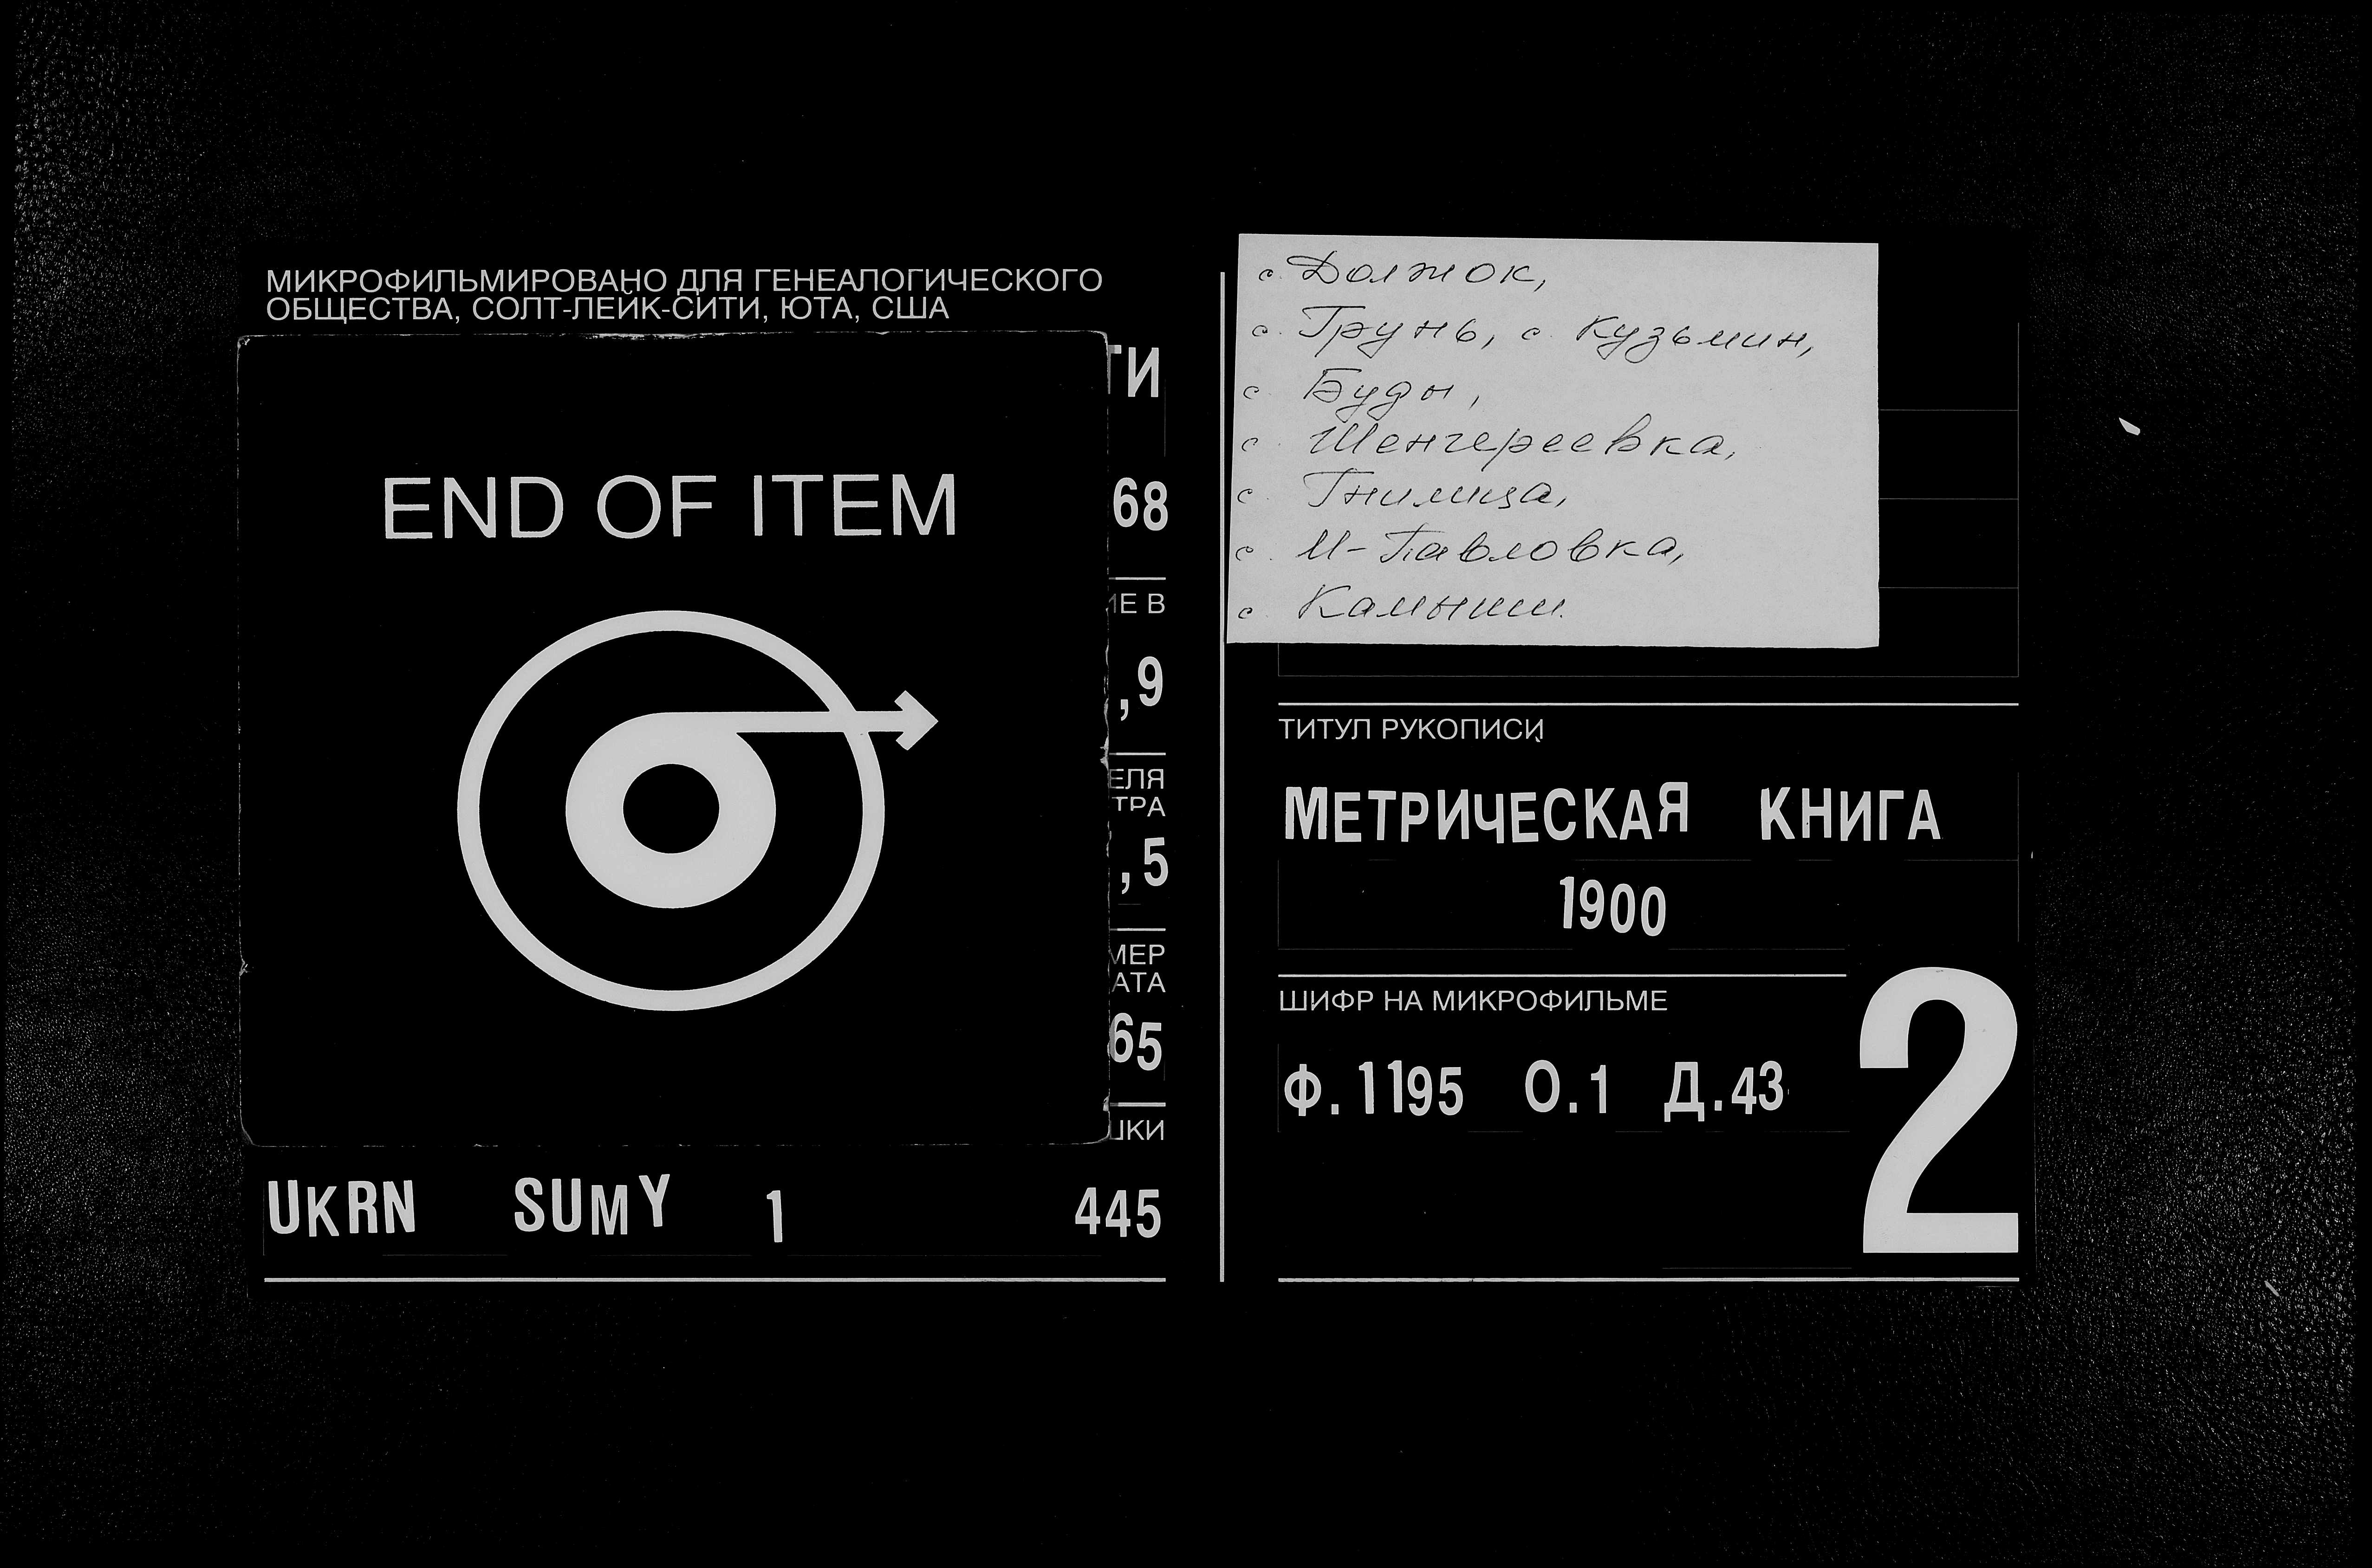 МИКРОФИЛЬМИРОВАНО ДЛЯ ГЕНЕАЛОГИЧЕСКОГО
ОБЩЕСТВА, СОЛТ-ЛЕЙК-СИТИ, ЮТА, США
END OF ITEM
ТИ
68
ИЕ В
,9
ЕЛЯ
ТРА
,5
МЕР
АТА
65
ШКИ
UKRN SUMY 1 445
с. Должок,
с. Грунь, с. Кузьмин,
с. Буды,
с. Шенгереевка,
с. Гнилица,
с. М-Павловка,
с. Камыши.
ТИТУЛ РУКОПИСИ
МЕТРИЧЕСКАЯ КНИГА
1900
ШИФР НА МИКРОФИЛЬМЕ
Ф.1195 О.1 Д.43
2